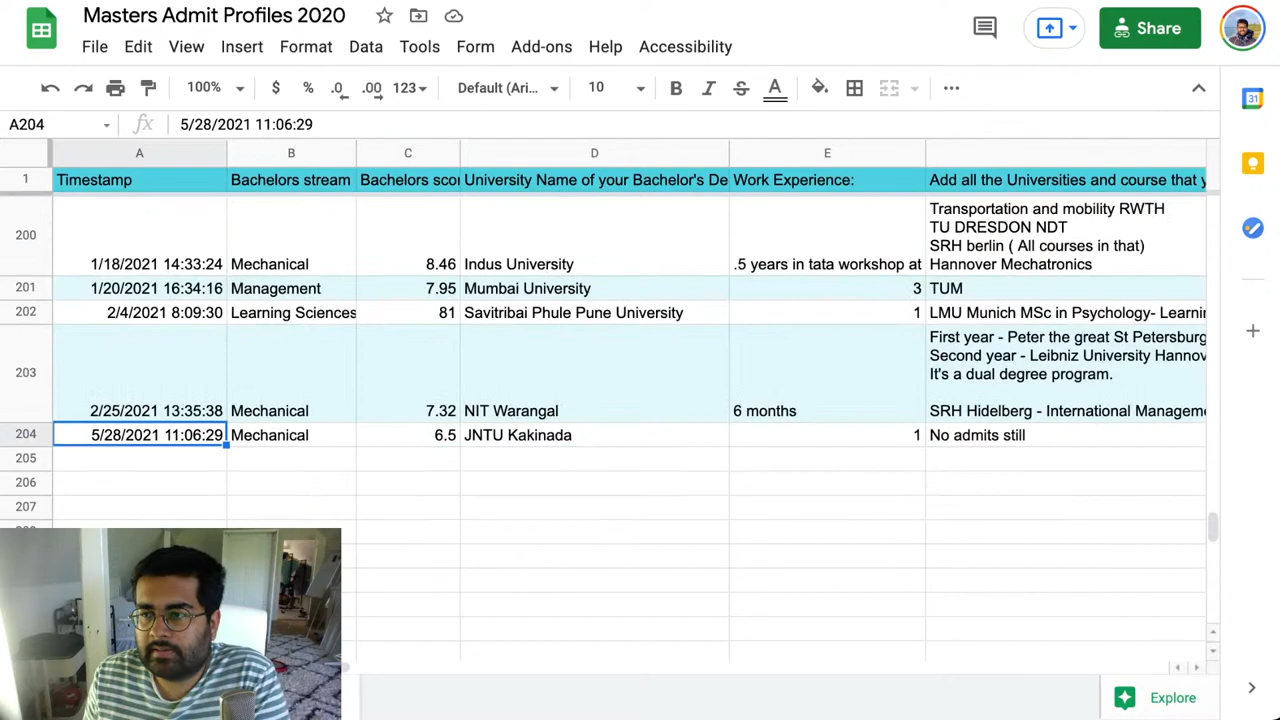 Masters Admit Profiles 2020
File Edit View Insert Format Data Tools Form Add-ons Help Accessibility
Share
100% $ % .0 .00 123 Default (Ari... 10 B I S A
A204 fx 5/28/2021 11:06:29
31
A B C D E
1 Timestamp Bachelors stream Bachelors sco University Name of your Bachelor's De Work Experience: Add all the Universities and course that y
Transportation and mobility RWTH
TU DRESDON NDT
SRH berlin ( All courses in that)
200 1/18/2021 14:33:24 Mechanical 8.46 Indus University .5 years in tata workshop at Hannover Mechatronics
201 1/20/2021 16:34:16 Management 7.95 Mumbai University 3 TUM
202 2/4/2021 8:09:30 Learning Sciences 81 Savitribai Phule Pune University 1 LMU Munich MSc in Psychology- Learni
First year - Peter the great St Petersburg
Second year - Leibniz University Hannov
It's a dual degree program.
203 2/25/2021 13:35:38 Mechanical 7.32 NIT Warangal 6 months SRH Hidelberg - International Managem
204 5/28/2021 11:06:29 Mechanical 6.5 JNTU Kakinada 1 No admits still
205
206
207
Explore